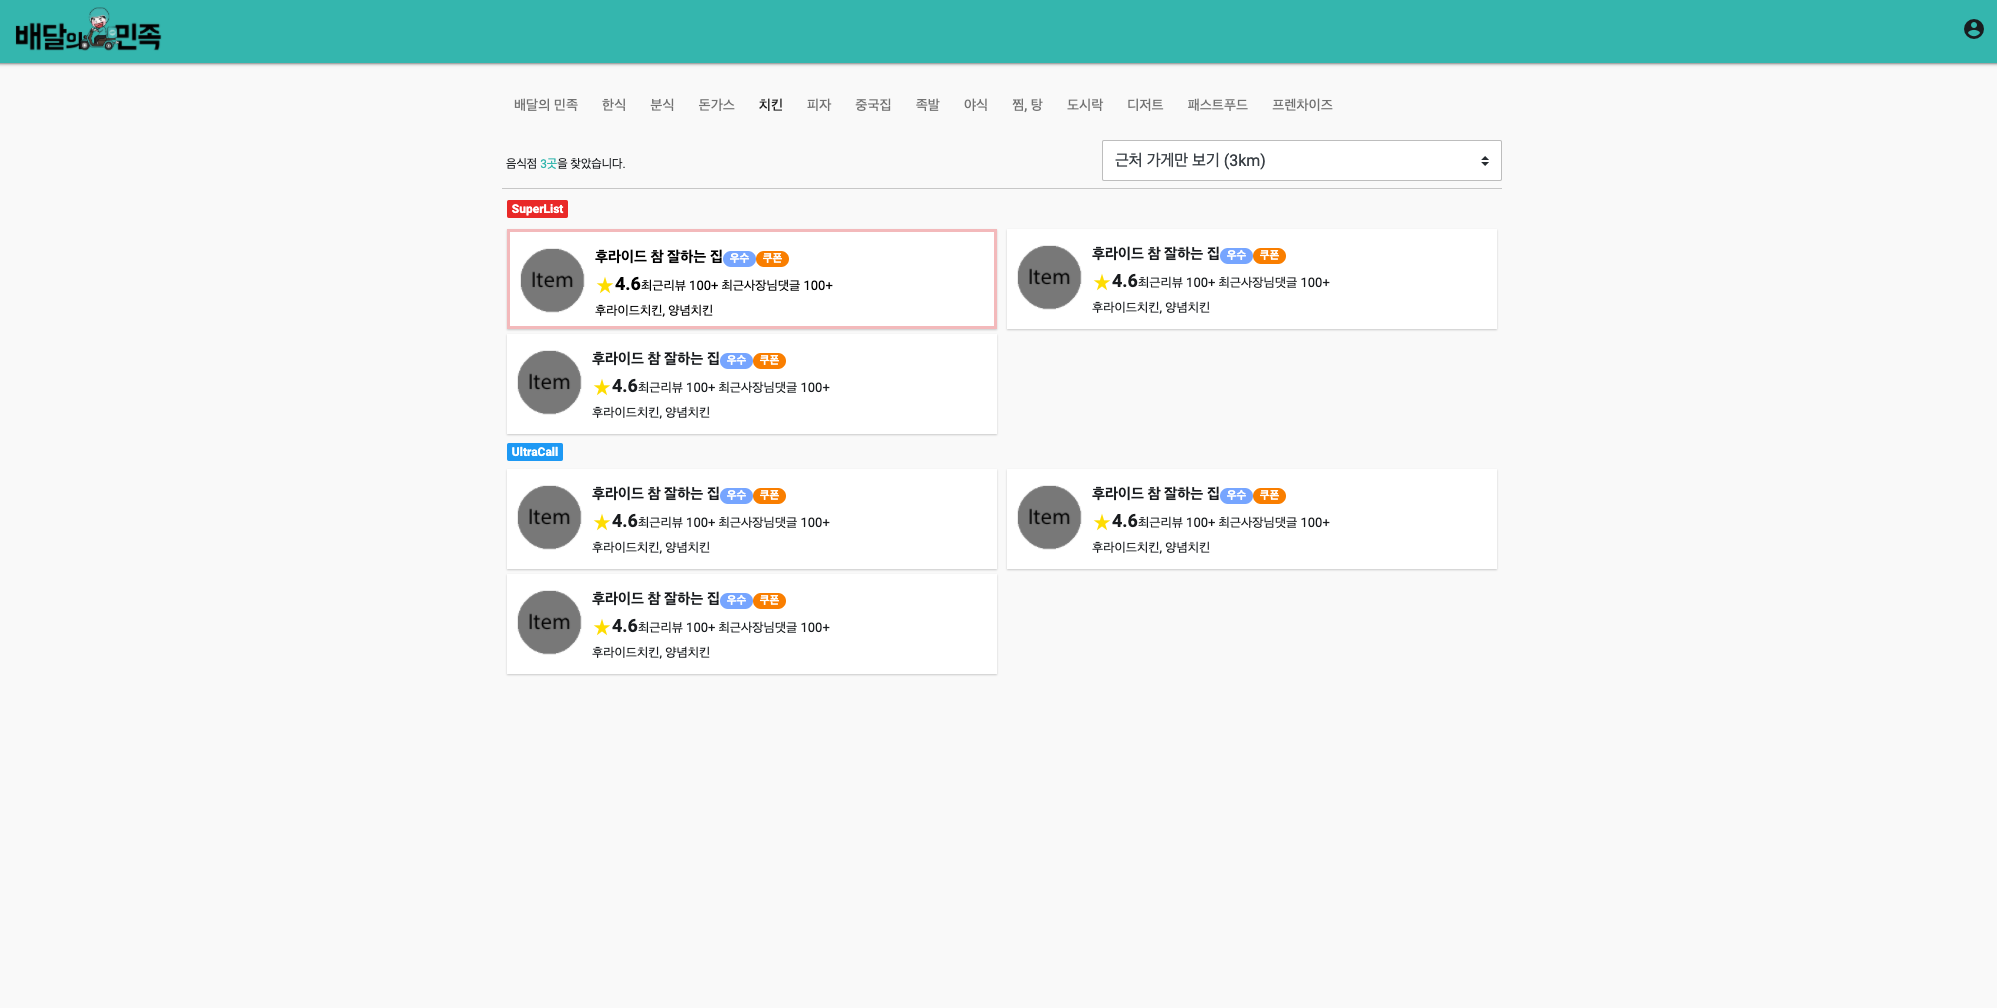 배달의민족
배달의 민족 한식 분식 돈가스 치킨 피자 중국집 족발 야식 찜, 탕 도시락 디저트 패스트푸드 프렌차이즈
음식점 3곳을 찾았습니다.
근처 가게만 보기 (3km)
SuperList
Item
후라이드 참 잘하는 집 우수 쿠폰
4.6 최근리뷰 100+ 최근사장님댓글 100+
후라이드치킨, 양념치킨
Item
후라이드 참 잘하는 집 우수 쿠폰
4.6 최근리뷰 100+ 최근사장님댓글 100+
후라이드치킨, 양념치킨
Item
후라이드 참 잘하는 집 우수 쿠폰
4.6 최근리뷰 100+ 최근사장님댓글 100+
후라이드치킨, 양념치킨
UltraCall
Item
후라이드 참 잘하는 집 우수 쿠폰
4.6 최근리뷰 100+ 최근사장님댓글 100+
후라이드치킨, 양념치킨
Item
후라이드 참 잘하는 집 우수 쿠폰
4.6 최근리뷰 100+ 최근사장님댓글 100+
후라이드치킨, 양념치킨
Item
후라이드 참 잘하는 집 우수 쿠폰
4.6 최근리뷰 100+ 최근사장님댓글 100+
후라이드치킨, 양념치킨